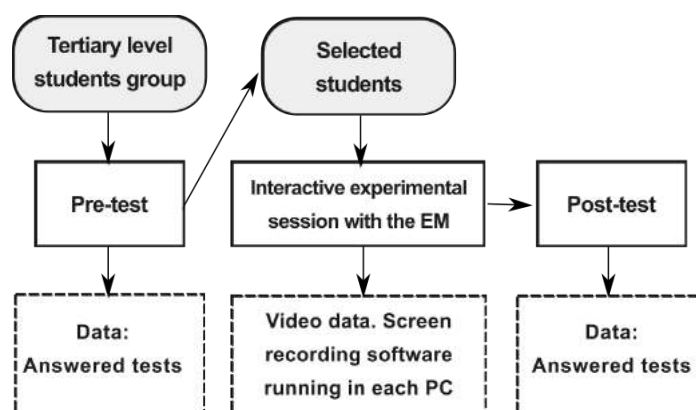 Tertiary level
students group
Selected
students
Pre-test
Interactive experimental
session with the EM
Post-test
Data:
Answered tests
Video data. Screen
recording software
running in each PC
Data:
Answered tests